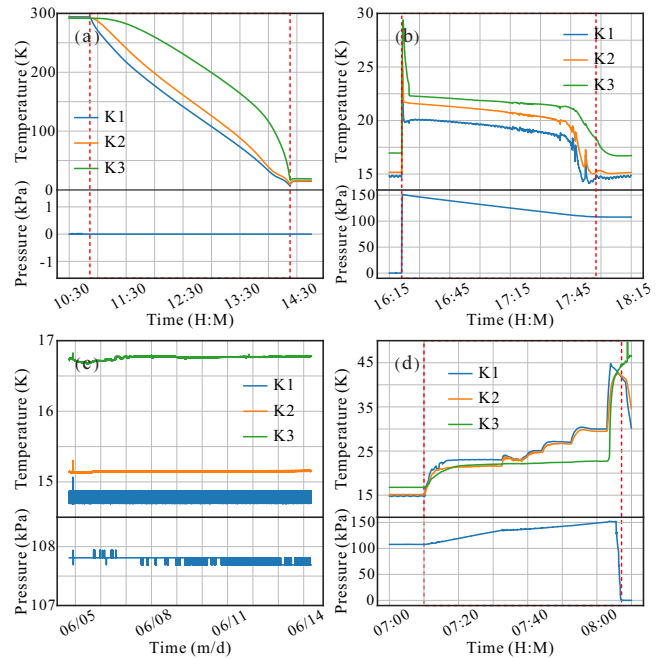 300
200
100
0
Temperature (K)
(a)
K1
K2
K3
1
0
-1
Pressure (kPa)
10:30
11:30
12:30
13:30
14:30
Time (H:M)
30
25
20
15
Temperature (K)
(b)
K1
K2
K3
150
100
50
0
Pressure (kPa)
16:15
16:45
17:15
17:45
18:15
Time (H:M)
17
16
15
Temperature (K)
(c)
K1
K2
K3
108
107
Pressure (kPa)
06/05
06/08
06/11
06/14
Time (m/d)
45
35
25
15
Temperature (K)
(d)
K1
K2
K3
150
100
50
0
Pressure (kPa)
07:00
07:20
07:40
08:00
Time (H:M)